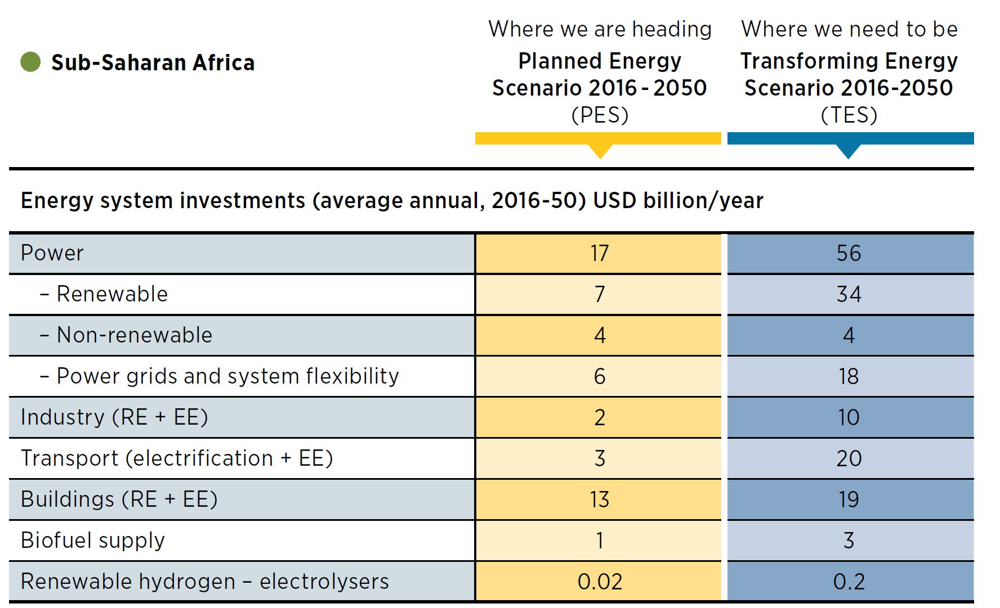 Where we are heading
Planned Energy
Scenario 2016 - 2050
(PES)
Where we need to be
Transforming Energy
Scenario 2016-2050
(TES)
Sub-Saharan Africa
Energy system investments (average annual, 2016-50) USD billion/year
Power 17 56
– Renewable 7 34
– Non-renewable 4 4
– Power grids and system flexibility 6 18
Industry (RE + EE) 2 10
Transport (electrification + EE) 3 20
Buildings (RE + EE) 13 19
Biofuel supply 1 3
Renewable hydrogen – electrolysers 0.02 0.2